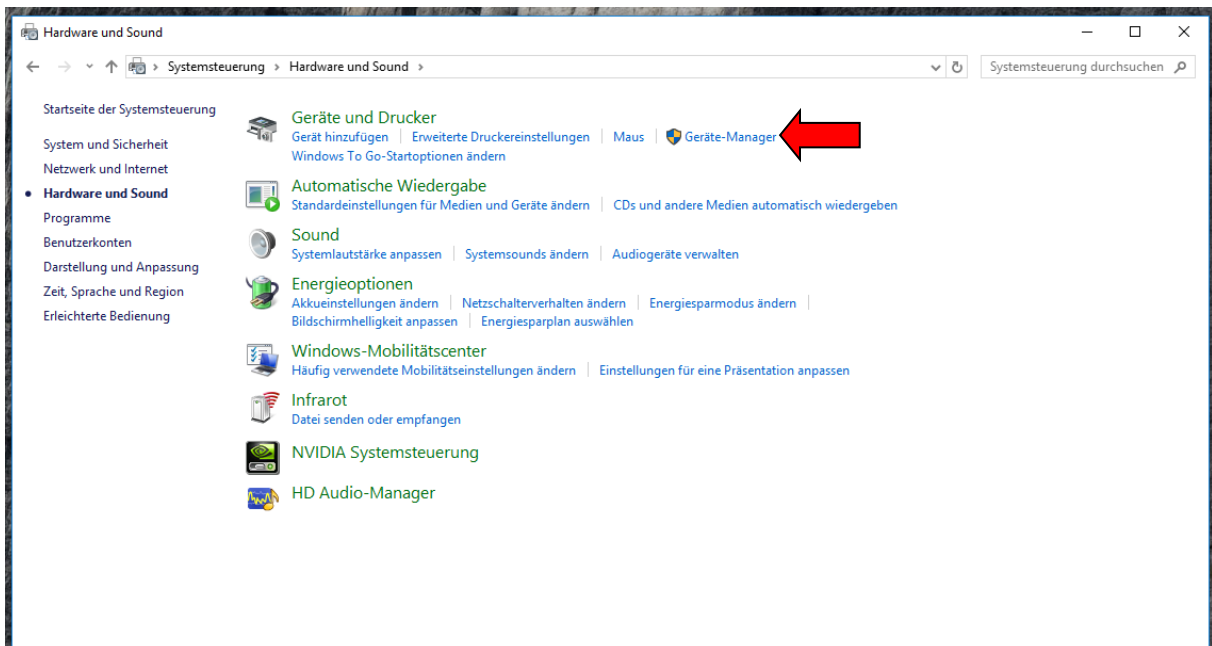 Hardware und Sound
Systemsteuerung › Hardware und Sound ›
Systemsteuerung durchsuchen
Startseite der Systemsteuerung
System und Sicherheit
Netzwerk und Internet
Hardware und Sound
Programme
Benutzerkonten
Darstellung und Anpassung
Zeit, Sprache und Region
Erleichterte Bedienung
Geräte und Drucker
Gerät hinzufügen | Erweiterte Druckereinstellungen | Maus | Geräte-Manager
Windows To Go-Startoptionen ändern
Automatische Wiedergabe
Standardeinstellungen für Medien und Geräte ändern | CDs und andere Medien automatisch wiedergeben
Sound
Systemlautstärke anpassen | Systemsounds ändern | Audiogeräte verwalten
Energieoptionen
Akkueinstellungen ändern | Netzschalterverhalten ändern | Energiesparmodus ändern |
Bildschirmhelligkeit anpassen | Energiesparplan auswählen
Windows-Mobilitätscenter
Häufig verwendete Mobilitätseinstellungen ändern | Einstellungen für eine Präsentation anpassen
Infrarot
Datei senden oder empfangen
NVIDIA Systemsteuerung
HD Audio-Manager